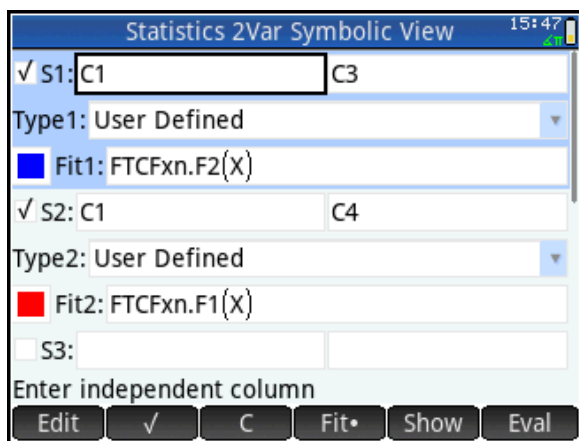 Statistics 2Var Symbolic View 15:47
∡π
√ S1: C1 C3
Type1: User Defined
Fit1: FTCFxn.F2(X)
√ S2: C1 C4
Type2: User Defined
Fit2: FTCFxn.F1(X)
S3:
Enter independent column
Edit √ C Fit• Show Eval